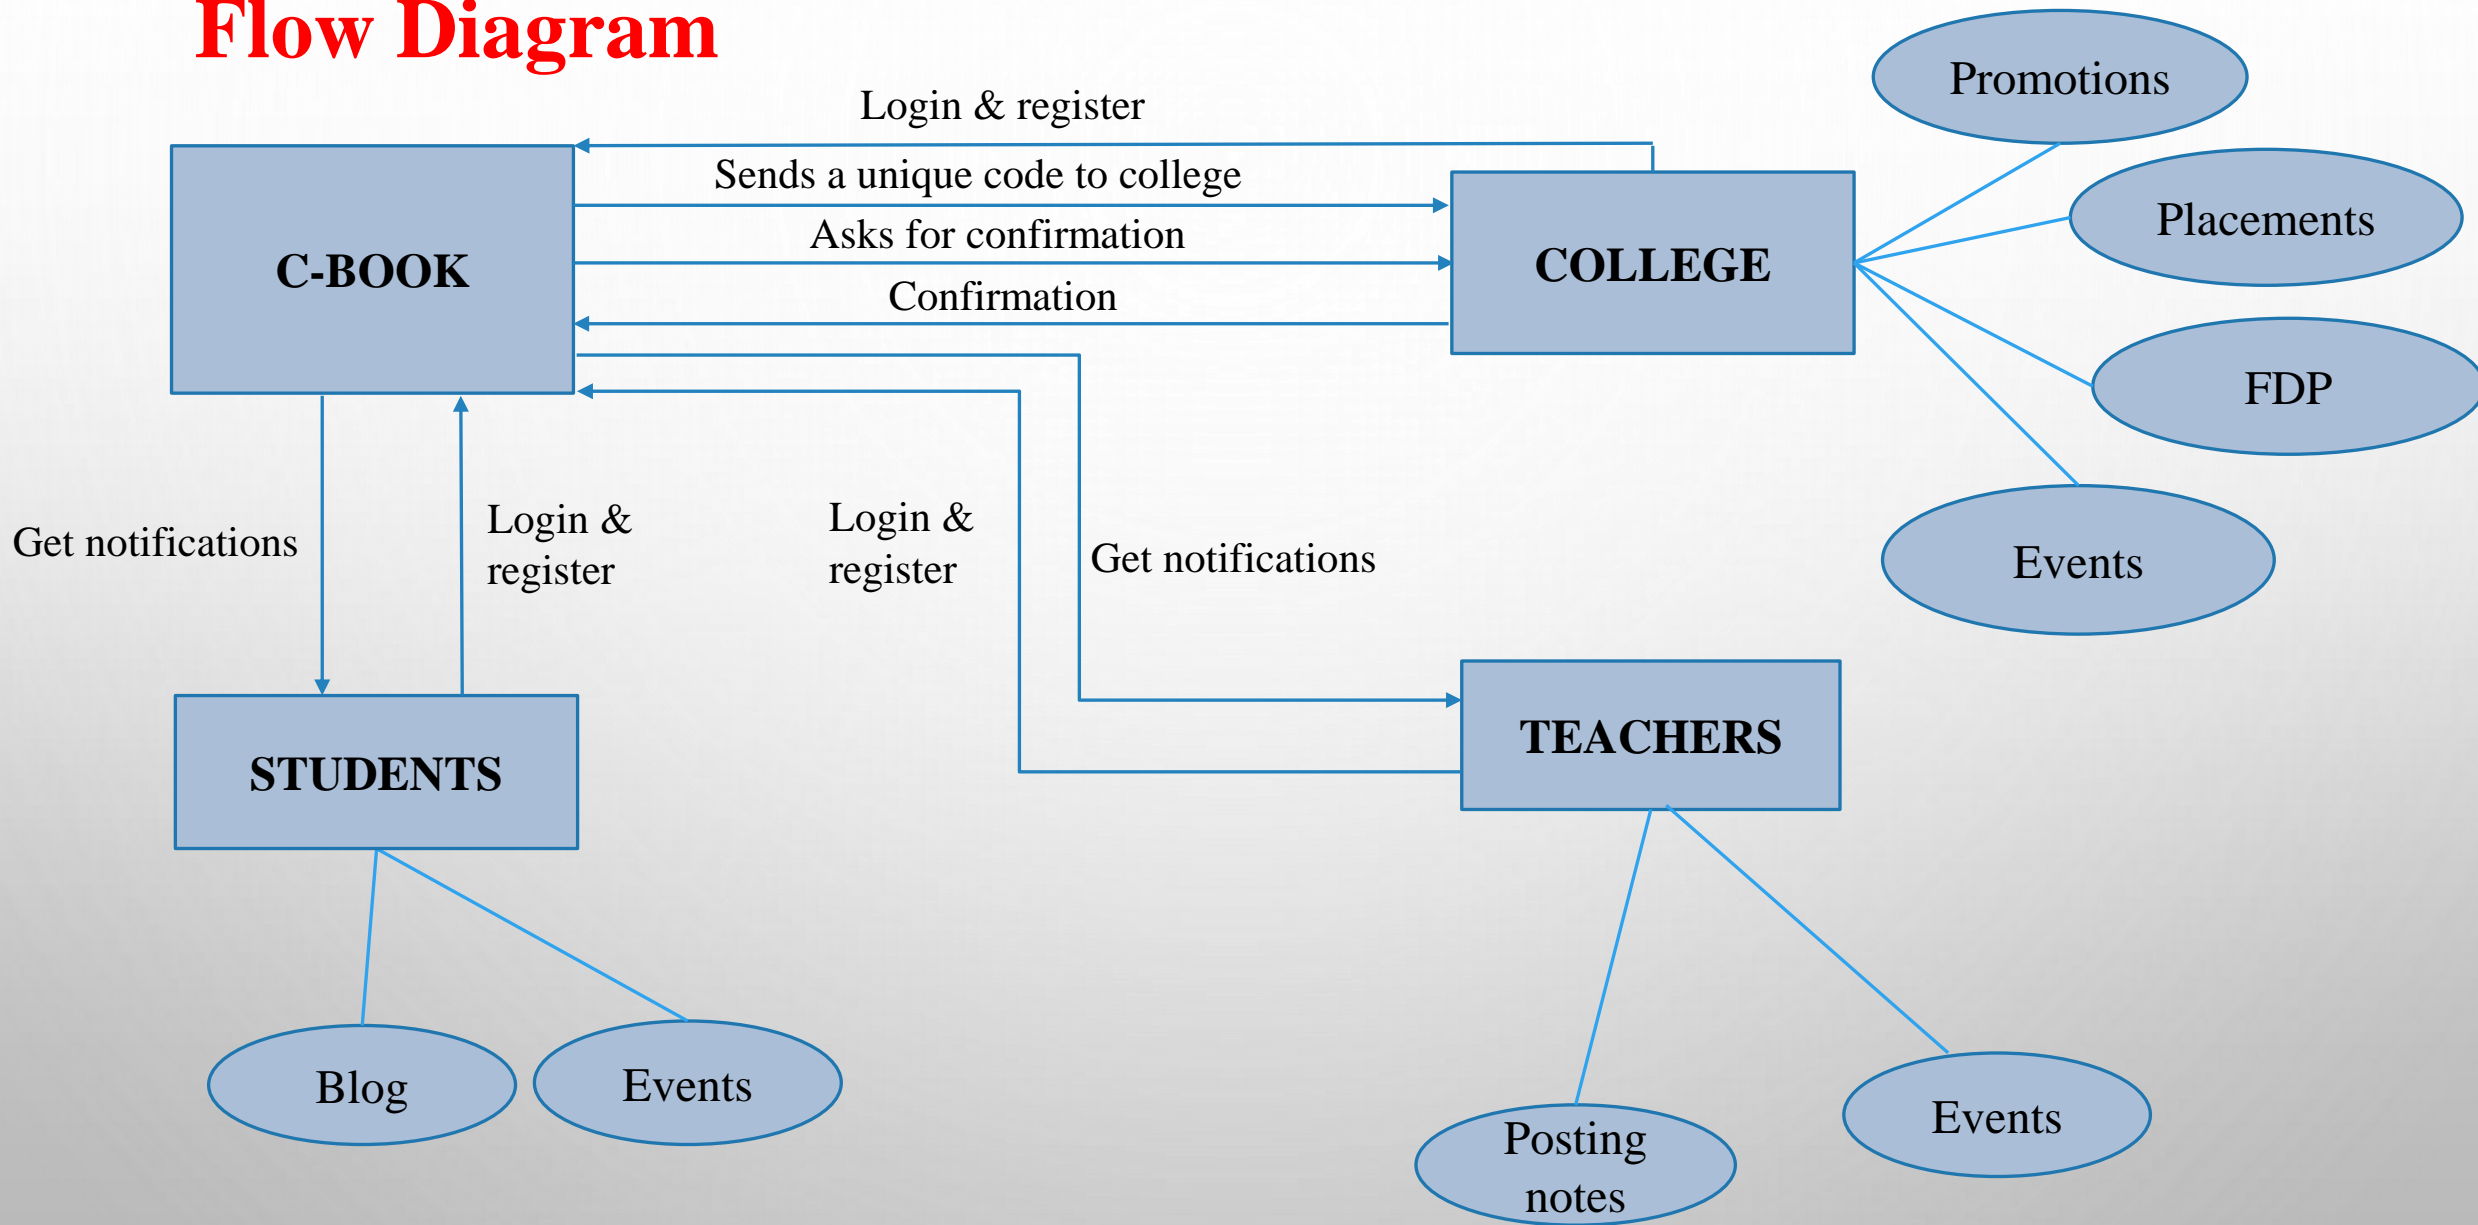 Flow Diagram
Promotions
Login & register
Sends a unique code to college
Placements
Asks for confirmation
C-BOOK
COLLEGE
Confirmation
FDP
Get notifications
Login &
register
Login &
register
Get notifications
Events
STUDENTS
TEACHERS
Blog
Events
Posting
notes
Events